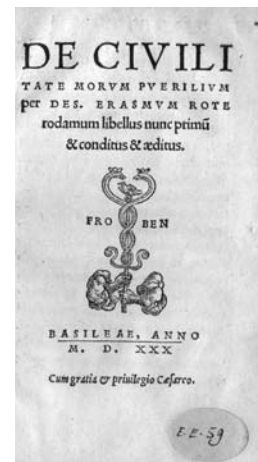 DE CIVILI
TATE MORVM PVERILIVM
per DES. ERASMVM ROTE
rodamum libellus nunc primũ
& conditus & æditus.
FRO BEN
BASILEAE, ANNO
M. D. XXX
Cum gratia & priuilegio Cæsareo.
E.E.59